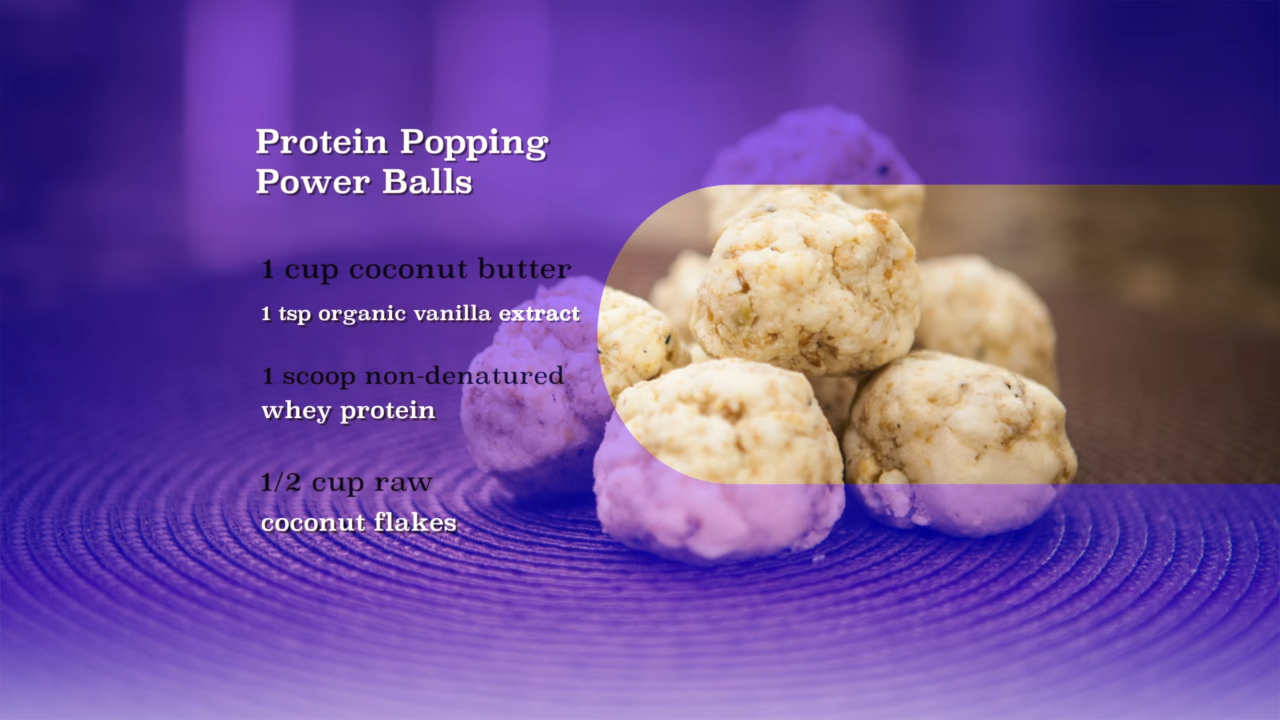 Protein Popping
Power Balls
1 cup coconut butter
1 tsp organic vanilla extract
1 scoop non-denatured
whey protein
1/2 cup raw
coconut flakes